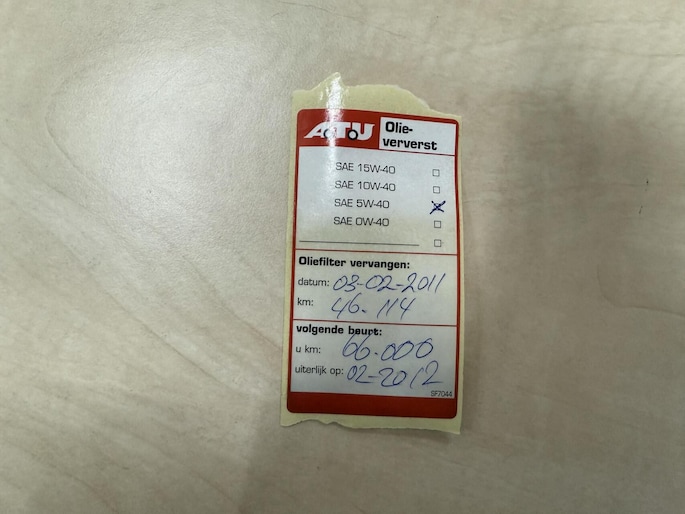 A.T.U
Olie-
ververst
SAE 15W-40
SAE 10W-40
SAE 5W-40
SAE 0W-40
Oliefilter vervangen:
datum: 03-02-2011
km: 46.114
volgende beurt:
u km: 66.000
uiterlijk op: 02-2012
SF7044